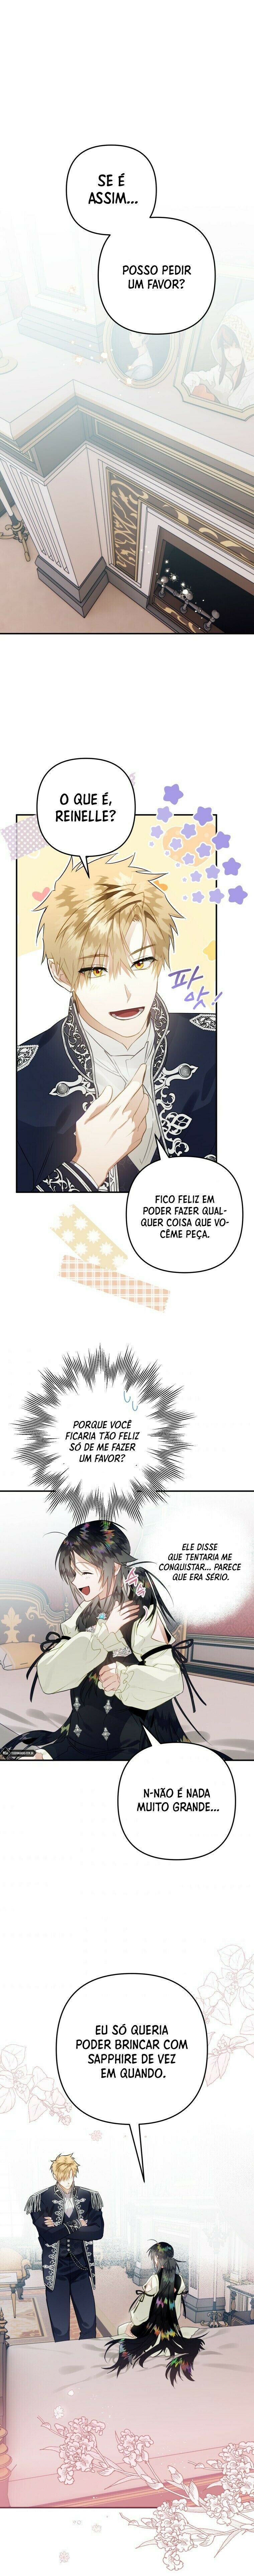 SE É
ASSIM...
POSSO PEDIR
UM FAVOR?
O QUE É,
REINELLE?
파
앗!
FICO FELIZ EM
PODER FAZER QUAL-
QUER COISA QUE VO-
CÊME PEÇA.
PORQUE VOCÊ
FICARIA TÃO FELIZ
SÓ DE ME FAZER
UM FAVOR?
ELE DISSE
QUE TENTARIA ME
CONQUISTAR... PARECE
QUE ERA SÉRIO.
N-NÃO É NADA
MUITO GRANDE...
EU SÓ QUERIA
PODER BRINCAR COM
SAPPHIRE DE VEZ
EM QUANDO.